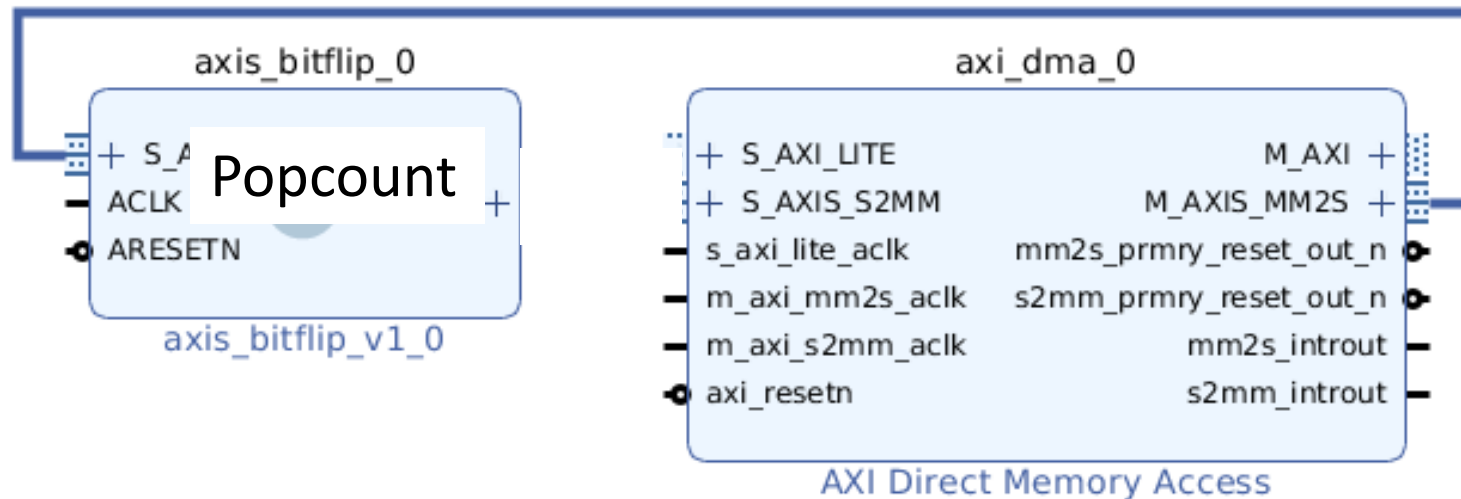 axis_bitflip_0
S_A
Popcount
ACLK
ARESETN
axis_bitflip_v1_0
axi_dma_0
S_AXI_LITE
M_AXI
S_AXIS_S2MM
M_AXIS_MM2S
s_axi_lite_aclk
mm2s_prmry_reset_out_n
m_axi_mm2s_aclk
s2mm_prmry_reset_out_n
m_axi_s2mm_aclk
mm2s_introut
axi_resetn
s2mm_introut
AXI Direct Memory Access